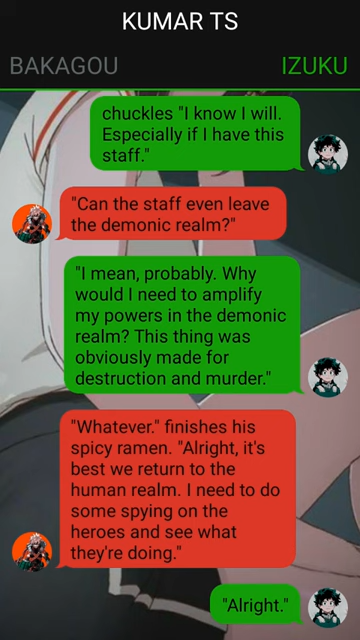 KUMAR TS
BAKAGOU IZUKU
chuckles "I know I will.
Especially if I have this
staff."
"Can the staff even leave
the demonic realm?"
"I mean, probably. Why
would I need to amplify
my powers in the demonic
realm? This thing was
obviously made for
destruction and murder."
"Whatever." finishes his
spicy ramen. "Alright, it's
best we return to the
human realm. I need to do
some spying on the
heroes and see what
they're doing."
"Alright."